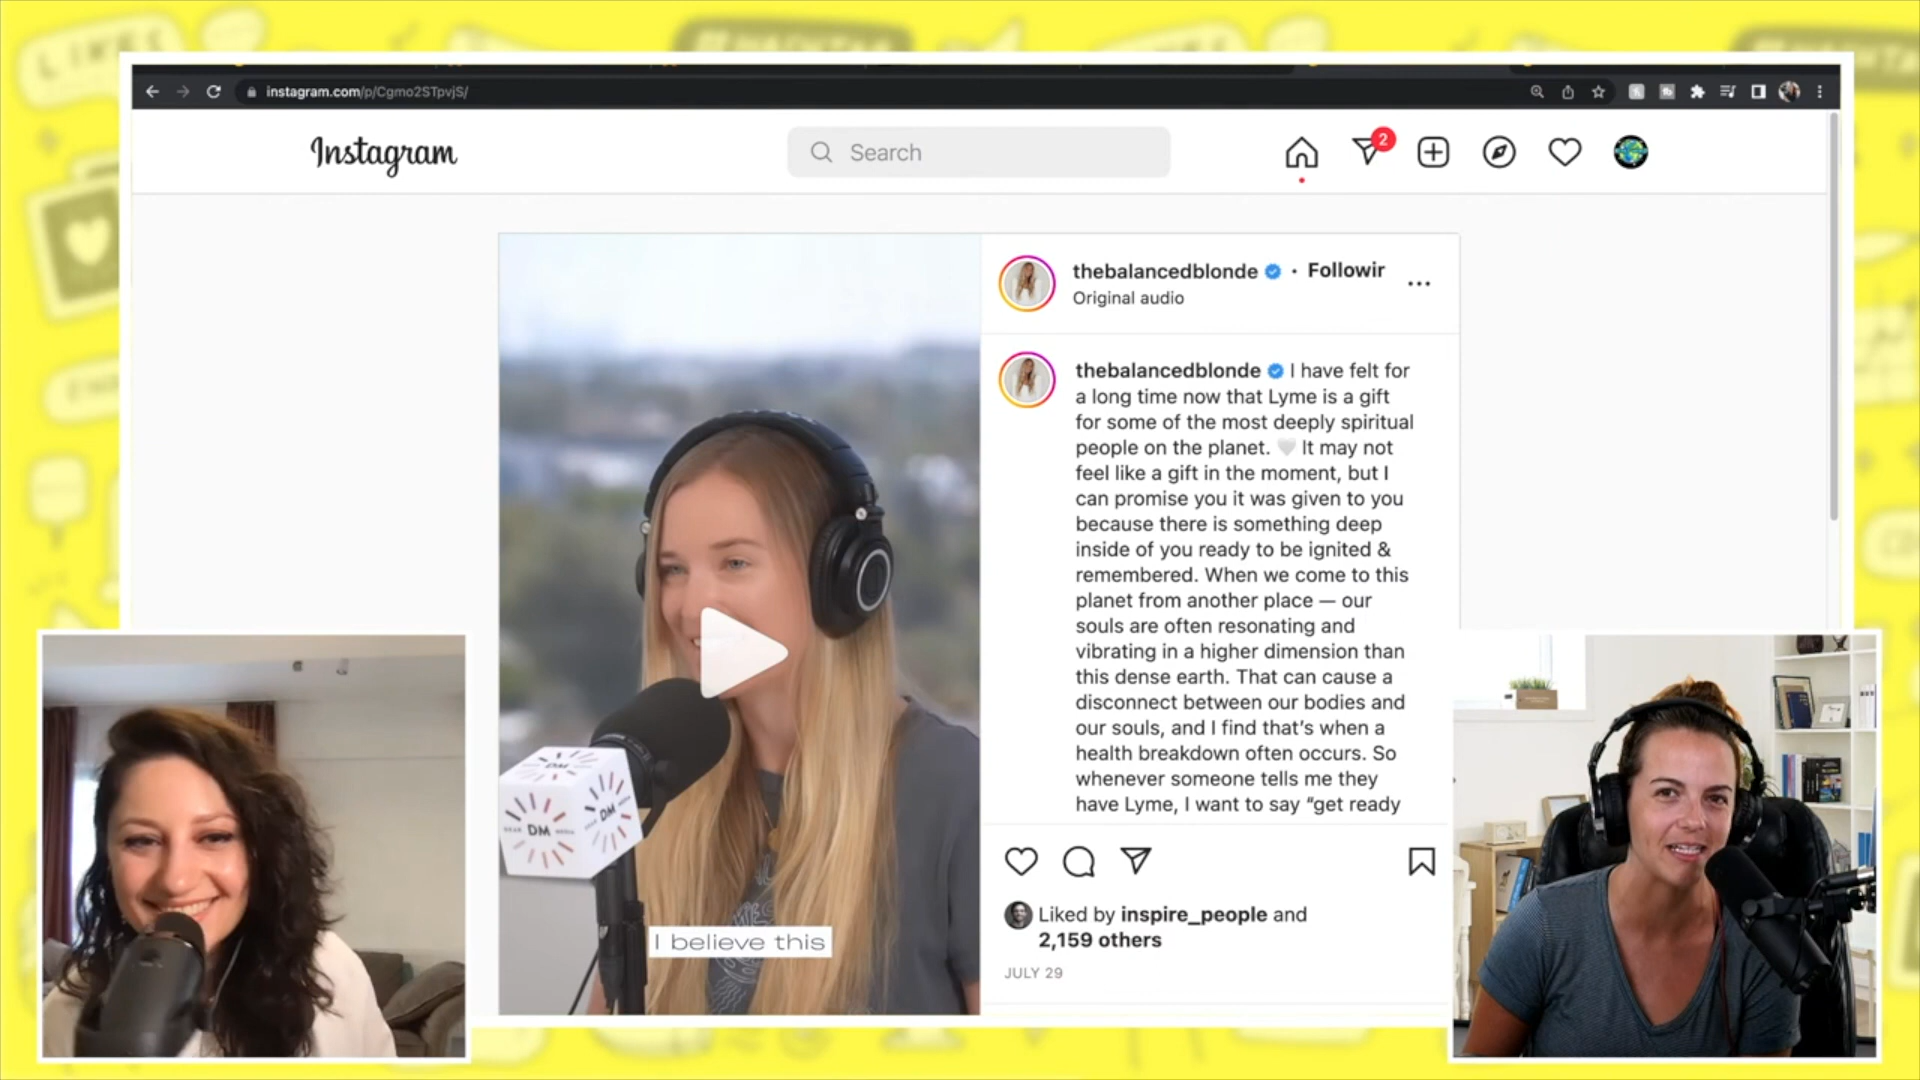 LIKES
instagram.com/p/Cgmo2STpvjS/
Instagram
Search
2
thebalancedblonde • Followir
Original audio
thebalancedblonde I have felt for
a long time now that Lyme is a gift
for some of the most deeply spiritual
people on the planet. 🤍 It may not
feel like a gift in the moment, but I
can promise you it was given to you
because there is something deep
inside of you ready to be ignited &
remembered. When we come to this
planet from another place — our
souls are often resonating and
vibrating in a higher dimension than
this dense earth. That can cause a
disconnect between our bodies and
our souls, and I find that’s when a
health breakdown often occurs. So
whenever someone tells me they
have Lyme, I want to say “get ready
DM
DM
DM
I believe this
Liked by inspire_people and
2,159 others
JULY 29